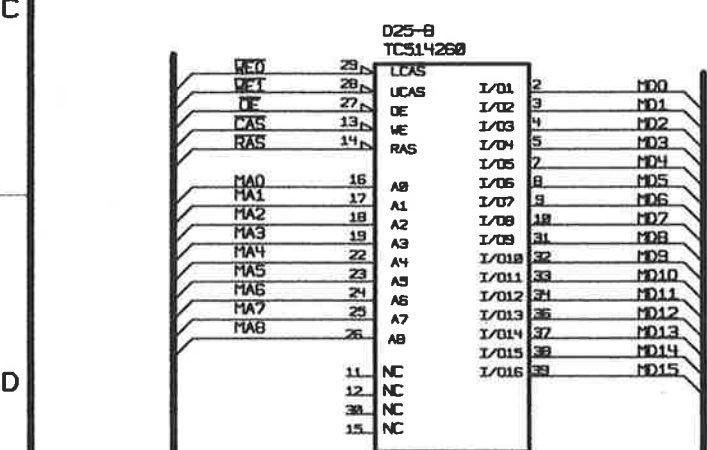 C
D25-B
TC514260
WE0 29 LCAS
WE1 28 UCAS I/O1 2 MD0
OE 27 OE I/O2 3 MD1
CAS 13 WE I/O3 4 MD2
RAS 14 RAS I/O4 5 MD3
I/O5 7 MD4
MA0 16 A0 I/O6 8 MD5
MA1 17 A1 I/O7 9 MD6
MA2 18 A2 I/O8 10 MD7
MA3 19 A3 I/O9 31 MD8
MA4 22 A4 I/O10 32 MD9
MA5 23 A5 I/O11 33 MD10
MA6 24 A6 I/O12 34 MD11
MA7 25 A7 I/O13 36 MD12
MA8 26 A8 I/O14 37 MD13
I/O15 38 MD14
D 11 NC I/O16 39 MD15
12 NC
30 NC
15 NC